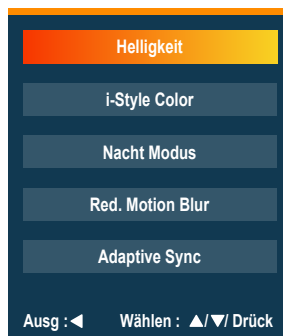 Helligkeit
i-Style Color
Nacht Modus
Red. Motion Blur
Adaptive Sync
Ausg :◀ Wählen : ▲/▼/ Drück